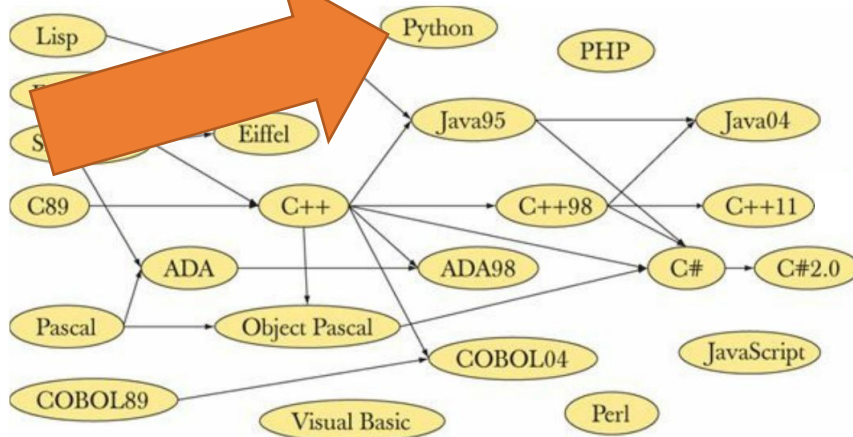 Lisp
Python
PHP
Eiffel
Java95
Java04
C89
C++
C++98
C++11
ADA
ADA98
C#
C#2.0
Pascal
Object Pascal
COBOL04
JavaScript
COBOL89
Visual Basic
Perl